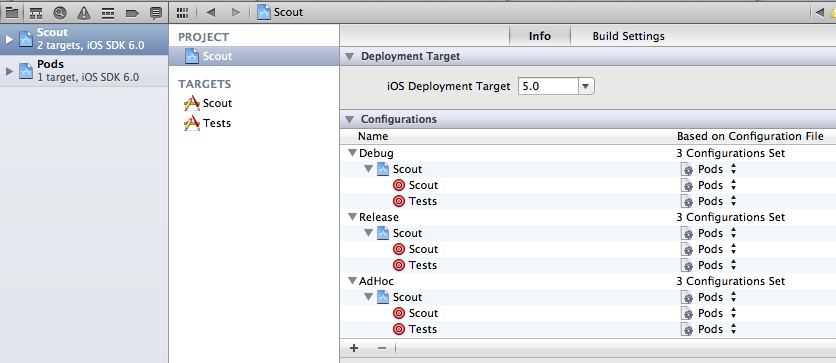 Scout
Scout
2 targets, iOS SDK 6.0
Pods
1 target, iOS SDK 6.0
PROJECT
Scout
TARGETS
Scout
Tests
Info Build Settings
Deployment Target
iOS Deployment Target 5.0
Configurations
Name Based on Configuration File
Debug 3 Configurations Set
Scout Pods
Scout Pods
Tests Pods
Release 3 Configurations Set
Scout Pods
Scout Pods
Tests Pods
AdHoc 3 Configurations Set
Scout Pods
Scout Pods
Tests Pods